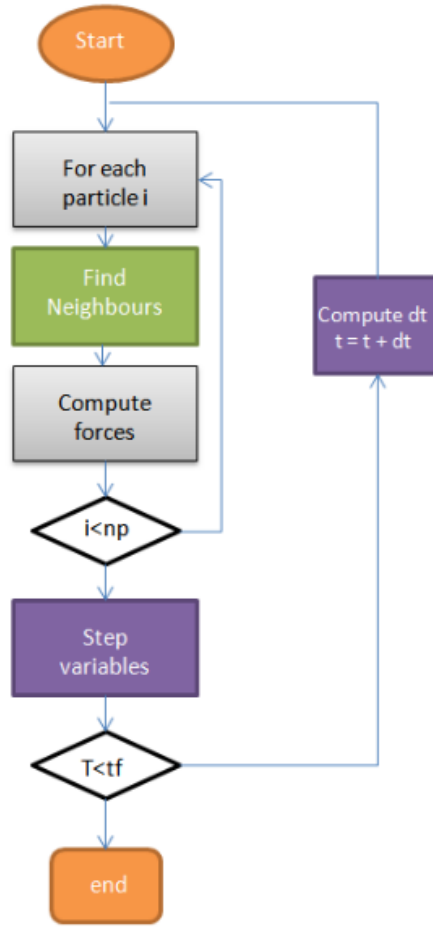 Start
For each
particle i
Find
Neighbours
Compute dt
t = t + dt
Compute
forces
i<np
Step
variables
T<tf
end